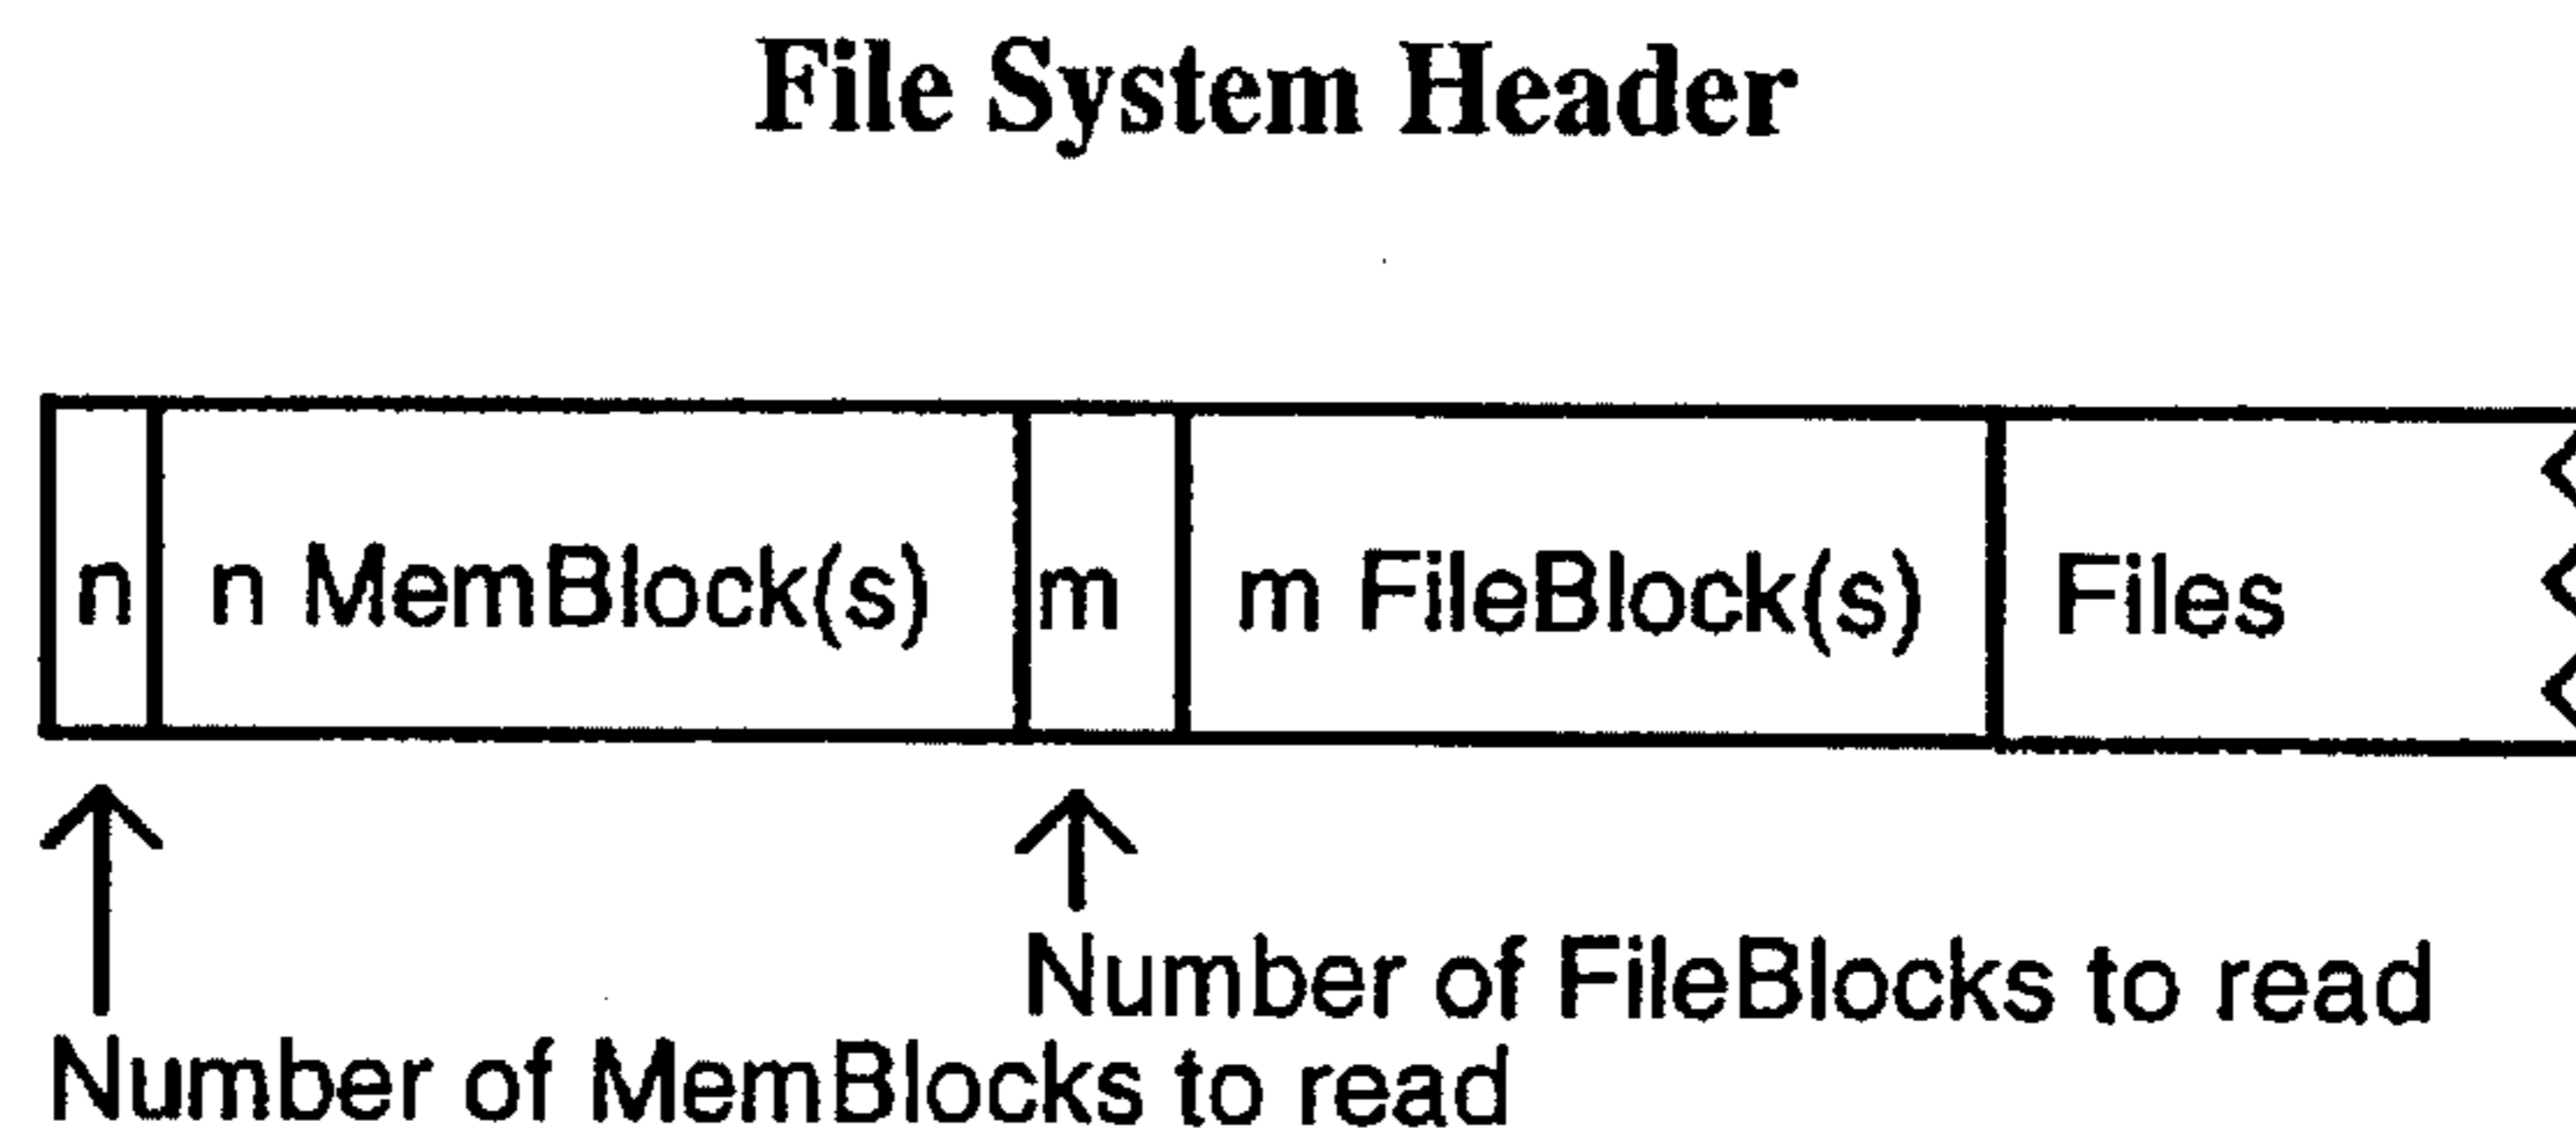 File System Header
n n MemBlock(s) m m FileBlock(s) Files
Number of FileBlocks to read
Number of MemBlocks to read